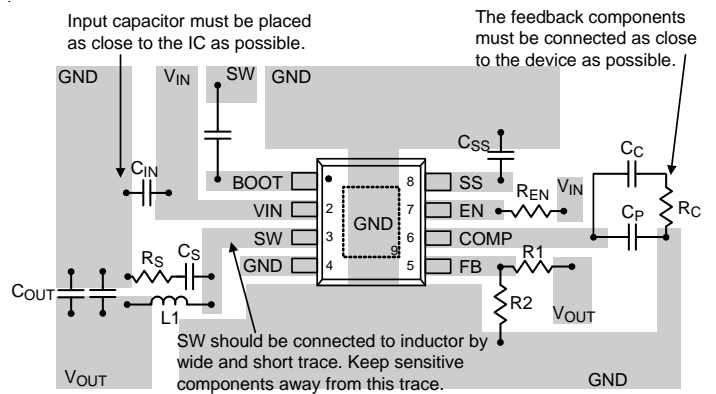 Input capacitor must be placed
as close to the IC as possible.
The feedback components
must be connected as close
to the device as possible.
GND
VIN
SW
GND
CSS
CIN
BOOT
8
SS
REN
VIN
CC
RC
VIN
2
7
EN
GND
CP
SW
3
6
COMP
9
GND
4
5
FB
R1
RS
CS
COUT
R2
L1
VOUT
SW should be connected to inductor by
wide and short trace. Keep sensitive
components away from this trace.
VOUT
GND